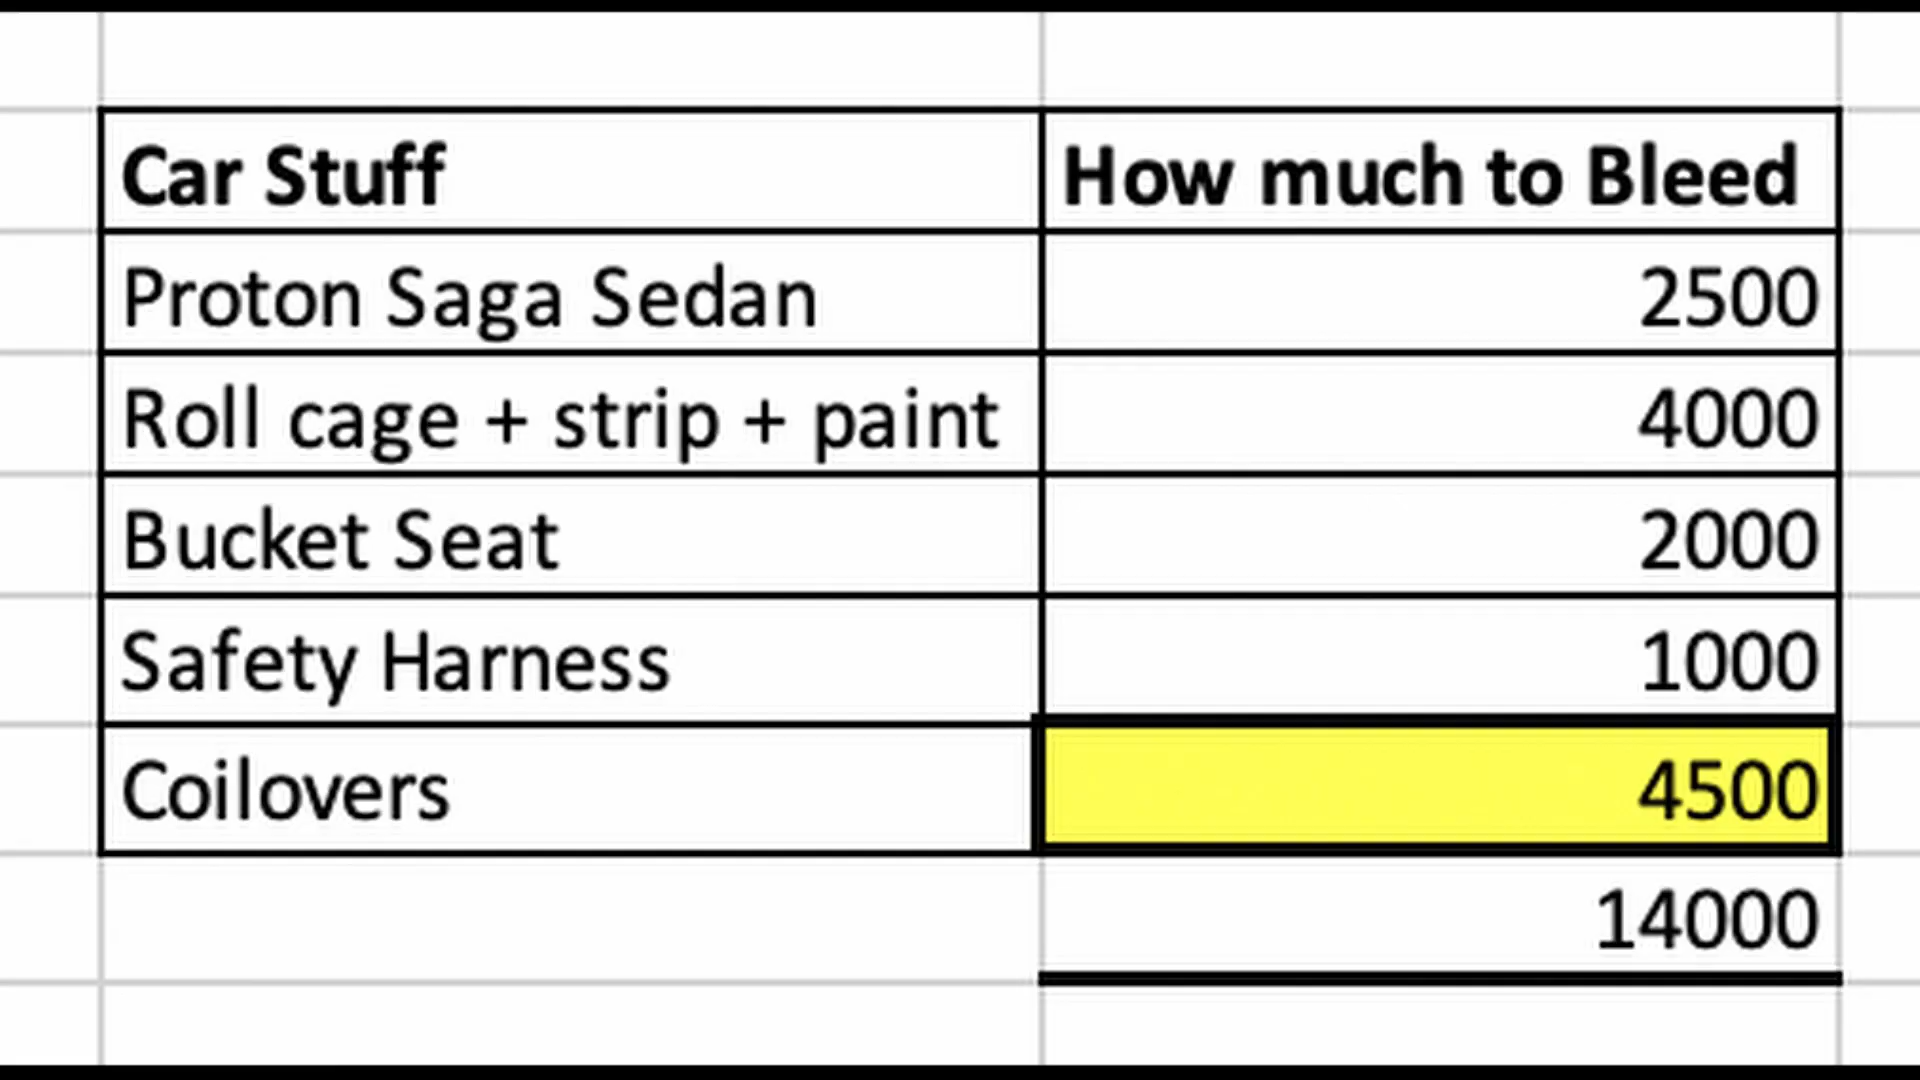 Car Stuff How much to Bleed
Proton Saga Sedan 2500
Roll cage + strip + paint 4000
Bucket Seat 2000
Safety Harness 1000
Coilovers 4500
14000